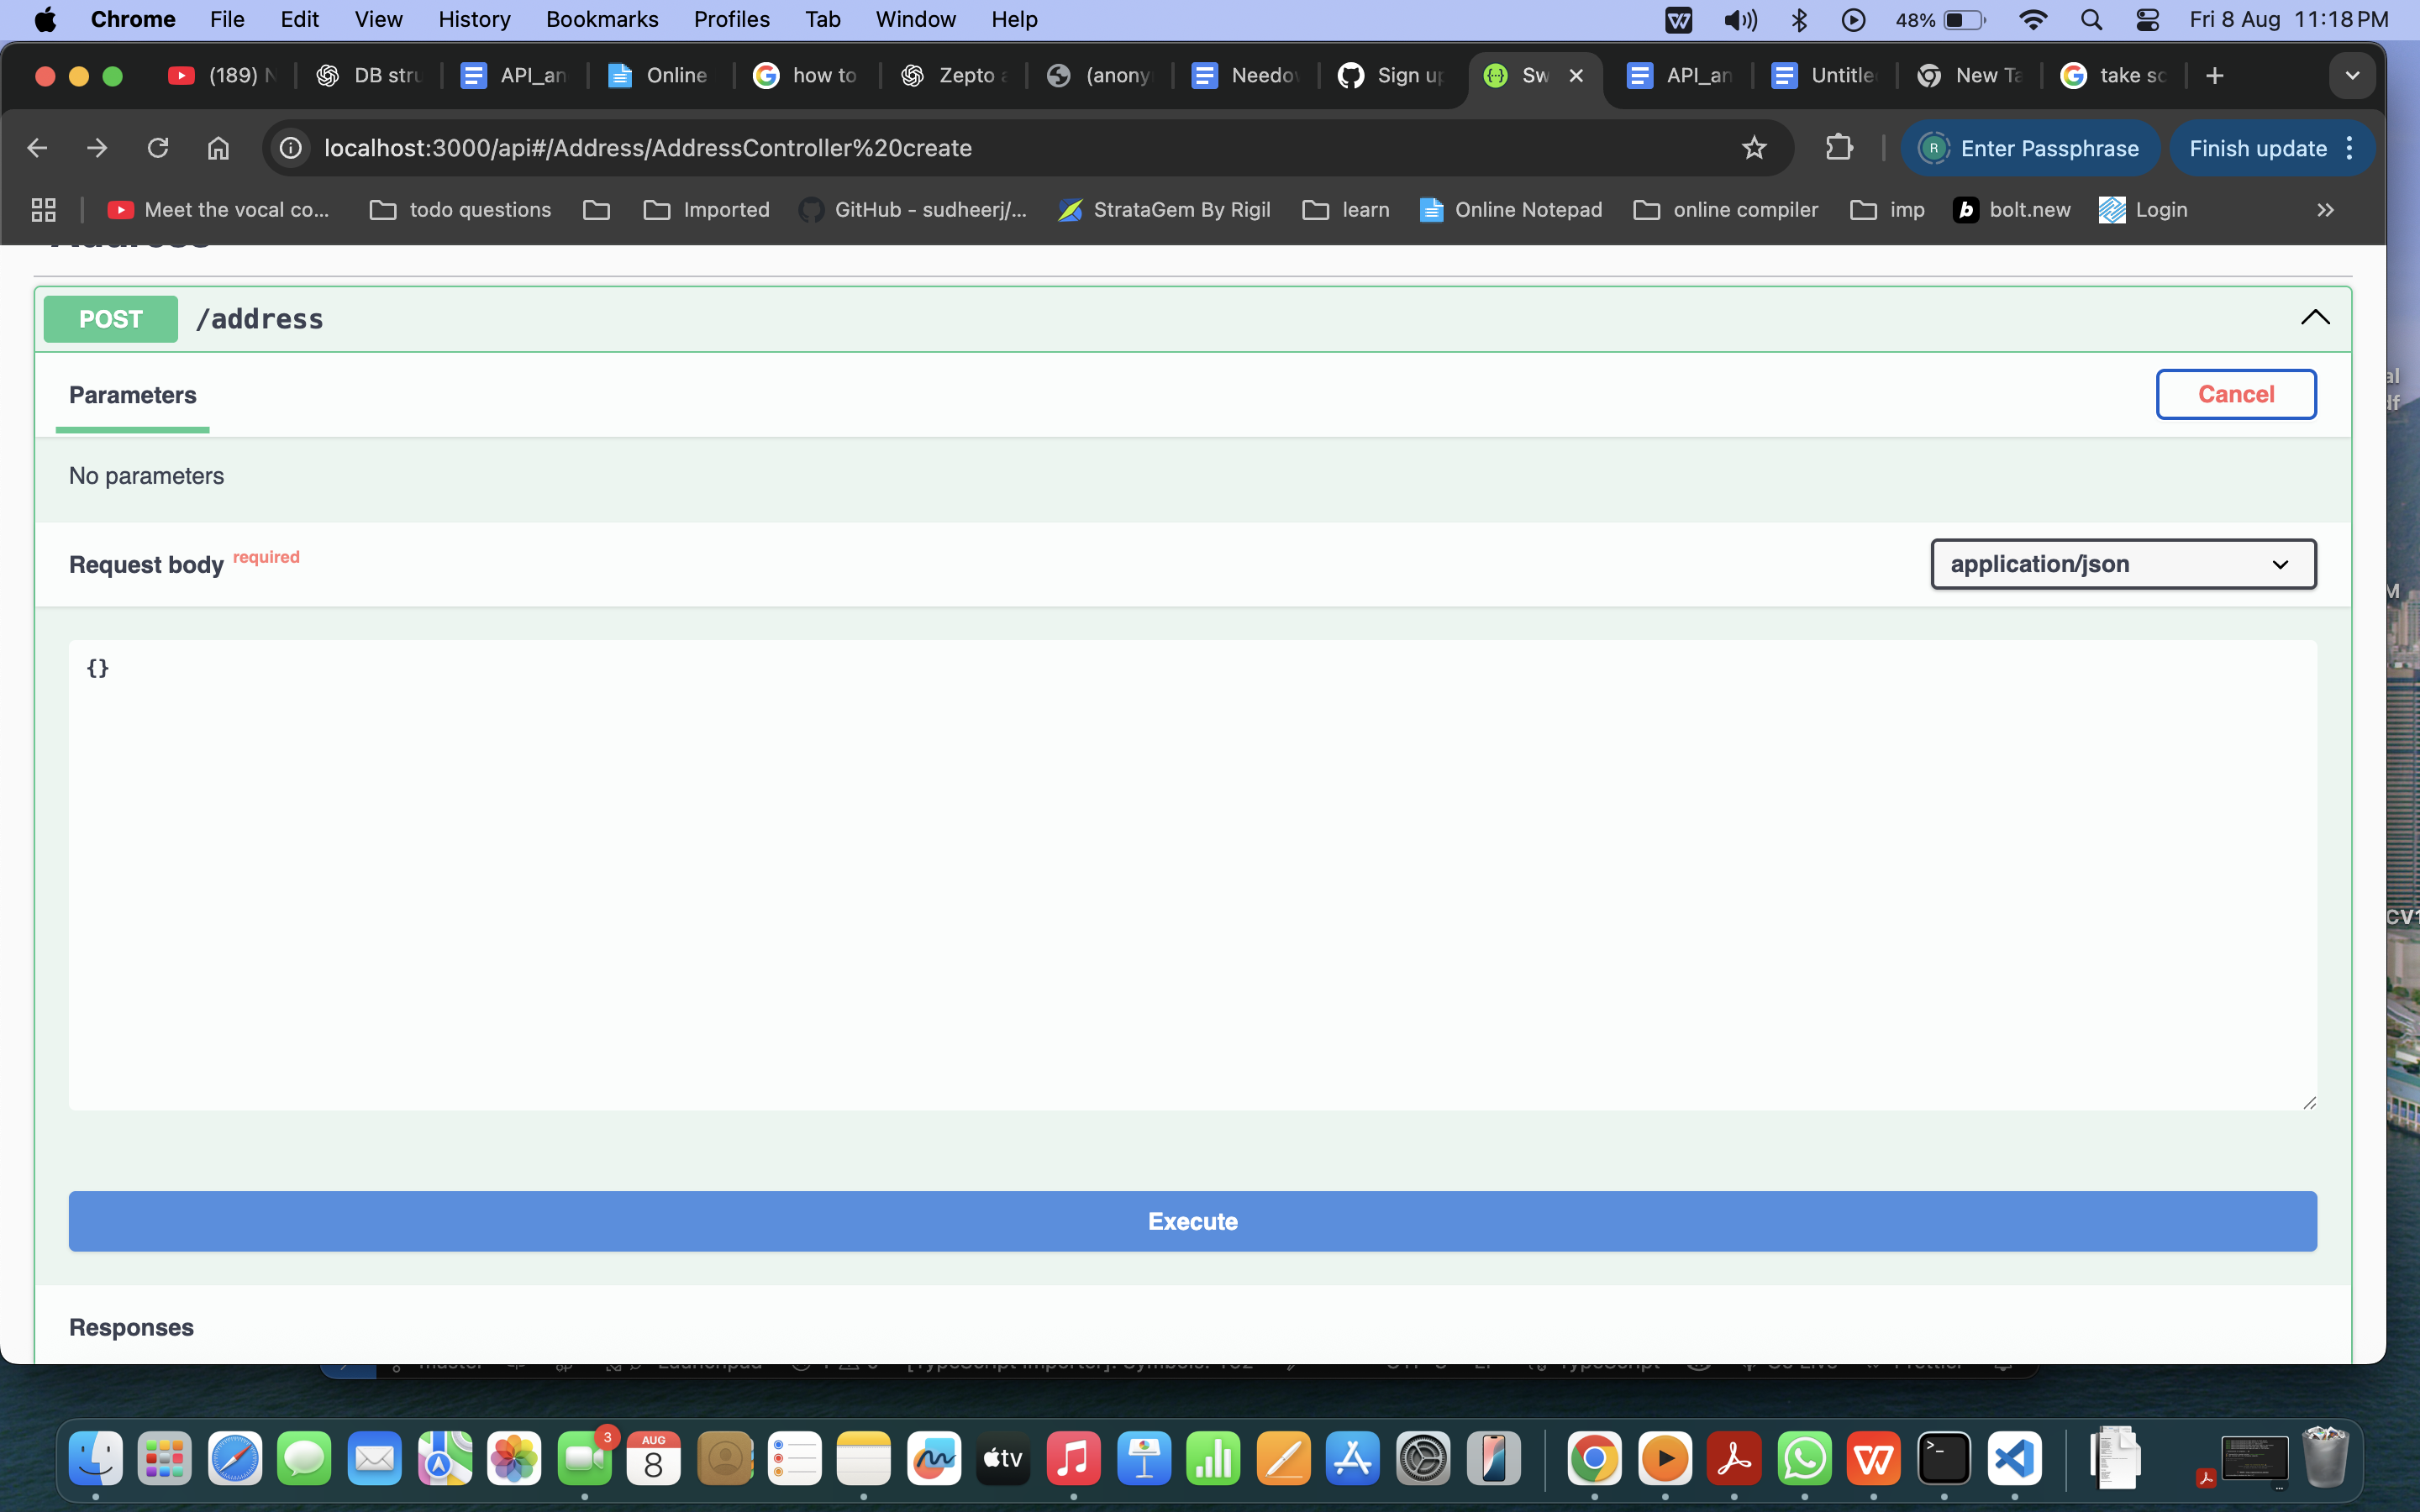 Chrome File Edit View History Bookmarks Profiles Tab Window Help 48% Fri 8 Aug 11:18 PM
(189) N DB stru API_an Online how to Zepto a (anony Needov Sign up Sw API_an Untitle New Ta take sc
localhost:3000/api#/Address/AddressController%20create R Enter Passphrase Finish update
Meet the vocal co... todo questions Imported GitHub - sudheerj/... StrataGem By Rigil learn Online Notepad online compiler imp b bolt.new Login
Address
POST /address
Parameters Cancel
No parameters
Request body required application/json
{}
Execute
Responses
3
AUG
8
tv